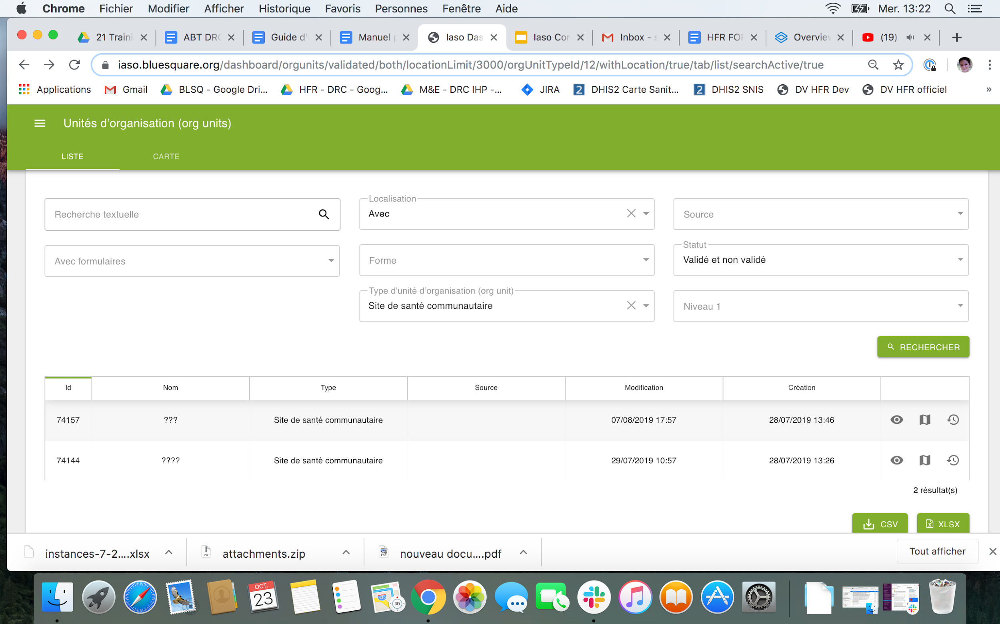 Chrome Fichier Modifier Afficher Historique Favoris Personnes Fenêtre Aide Mer. 13:22
21 Traini ABT DRC Guide d' Manuel p Iaso Das Iaso Cor Inbox - s HFR FOR Overview (19)
iaso.bluesquare.org/dashboard/orgunits/validated/both/locationLimit/3000/orgUnitTypeId/12/withLocation/true/tab/list/searchActive/true
Applications Gmail BLSQ - Google Dri... HFR - DRC - Goog... M&E - DRC IHP -... JIRA DHIS2 Carte Sanit... DHIS2 SNIS DV HFR Dev DV HFR officiel »
Unités d'organisation (org units)
LISTE CARTE
Recherche textuelle
Localisation
Avec
Source
Avec formulaires
Forme
Statut
Validé et non validé
Type d'unité d'organisation (org unit)
Site de santé communautaire
Niveau 1
RECHERCHER
Id Nom Type Source Modification Création
74157 ??? Site de santé communautaire 07/08/2019 17:57 28/07/2019 13:46
74144 ???? Site de santé communautaire 29/07/2019 10:57 28/07/2019 13:26
2 résultat(s)
CSV XLSX
instances-7-2....xlsx attachments.zip nouveau docu....pdf Tout afficher
OCT.
23
280
3D